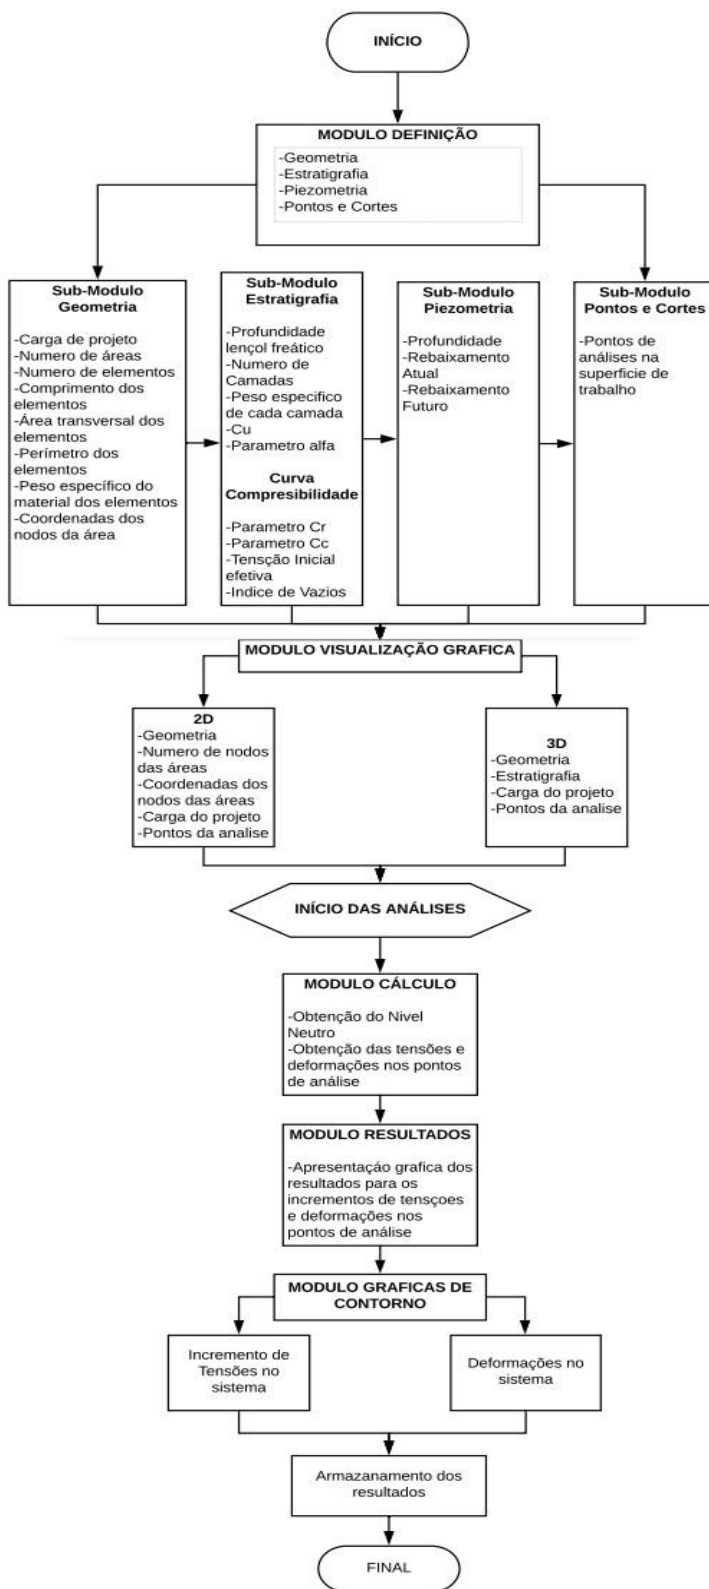 INÍCIO
MODULO DEFINIÇÃO
-Geometria
-Estratigrafia
-Piezometria
-Pontos e Cortes
Sub-Modulo
Geometria
-Carga de projeto
-Numero de áreas
-Numero de elementos
-Comprimento dos
elementos
-Área transversal dos
elementos
-Perímetro dos
elementos
-Peso específico do
material dos elementos
-Coordenadas dos
nodos da área
Sub-Modulo
Estratigrafia
-Profundidade
lençol freático
-Numero de
Camadas
-Peso especifico
de cada camada
-Cu
-Parametro alfa
Curva
Compresibilidade
-Parametro Cr
-Parametro Cc
-Tensção Inicial
efetiva
-Indice de Vazios
Sub-Modulo
Piezometria
-Profundidade
-Rebaixamento
Atual
-Rebaixamento
Futuro
Sub-Modulo
Pontos e Cortes
-Pontos de
análises na
superficie de
trabalho
MODULO VISUALIZAÇÃO GRAFICA
2D
-Geometria
-Numero de nodos
das áreas
-Coordenadas dos
nodos das áreas
-Carga do projeto
-Pontos da analise
3D
-Geometria
-Estratigrafia
-Carga do projeto
-Pontos da analise
INÍCIO DAS ANÁLISES
MODULO CÁLCULO
-Obtenção do Nivel
Neutro
-Obtenção das tensões e
deformações nos pontos
de análise
MODULO RESULTADOS
-Apresentaçáo grafica dos
resultados para os
incrementos de tensçoes
e deformações nos
pontos de análise
MODULO GRAFICAS DE
CONTORNO
Incremento de
Tensões no
sistema
Deformações no
sistema
Armazanamento dos
resultados
FINAL